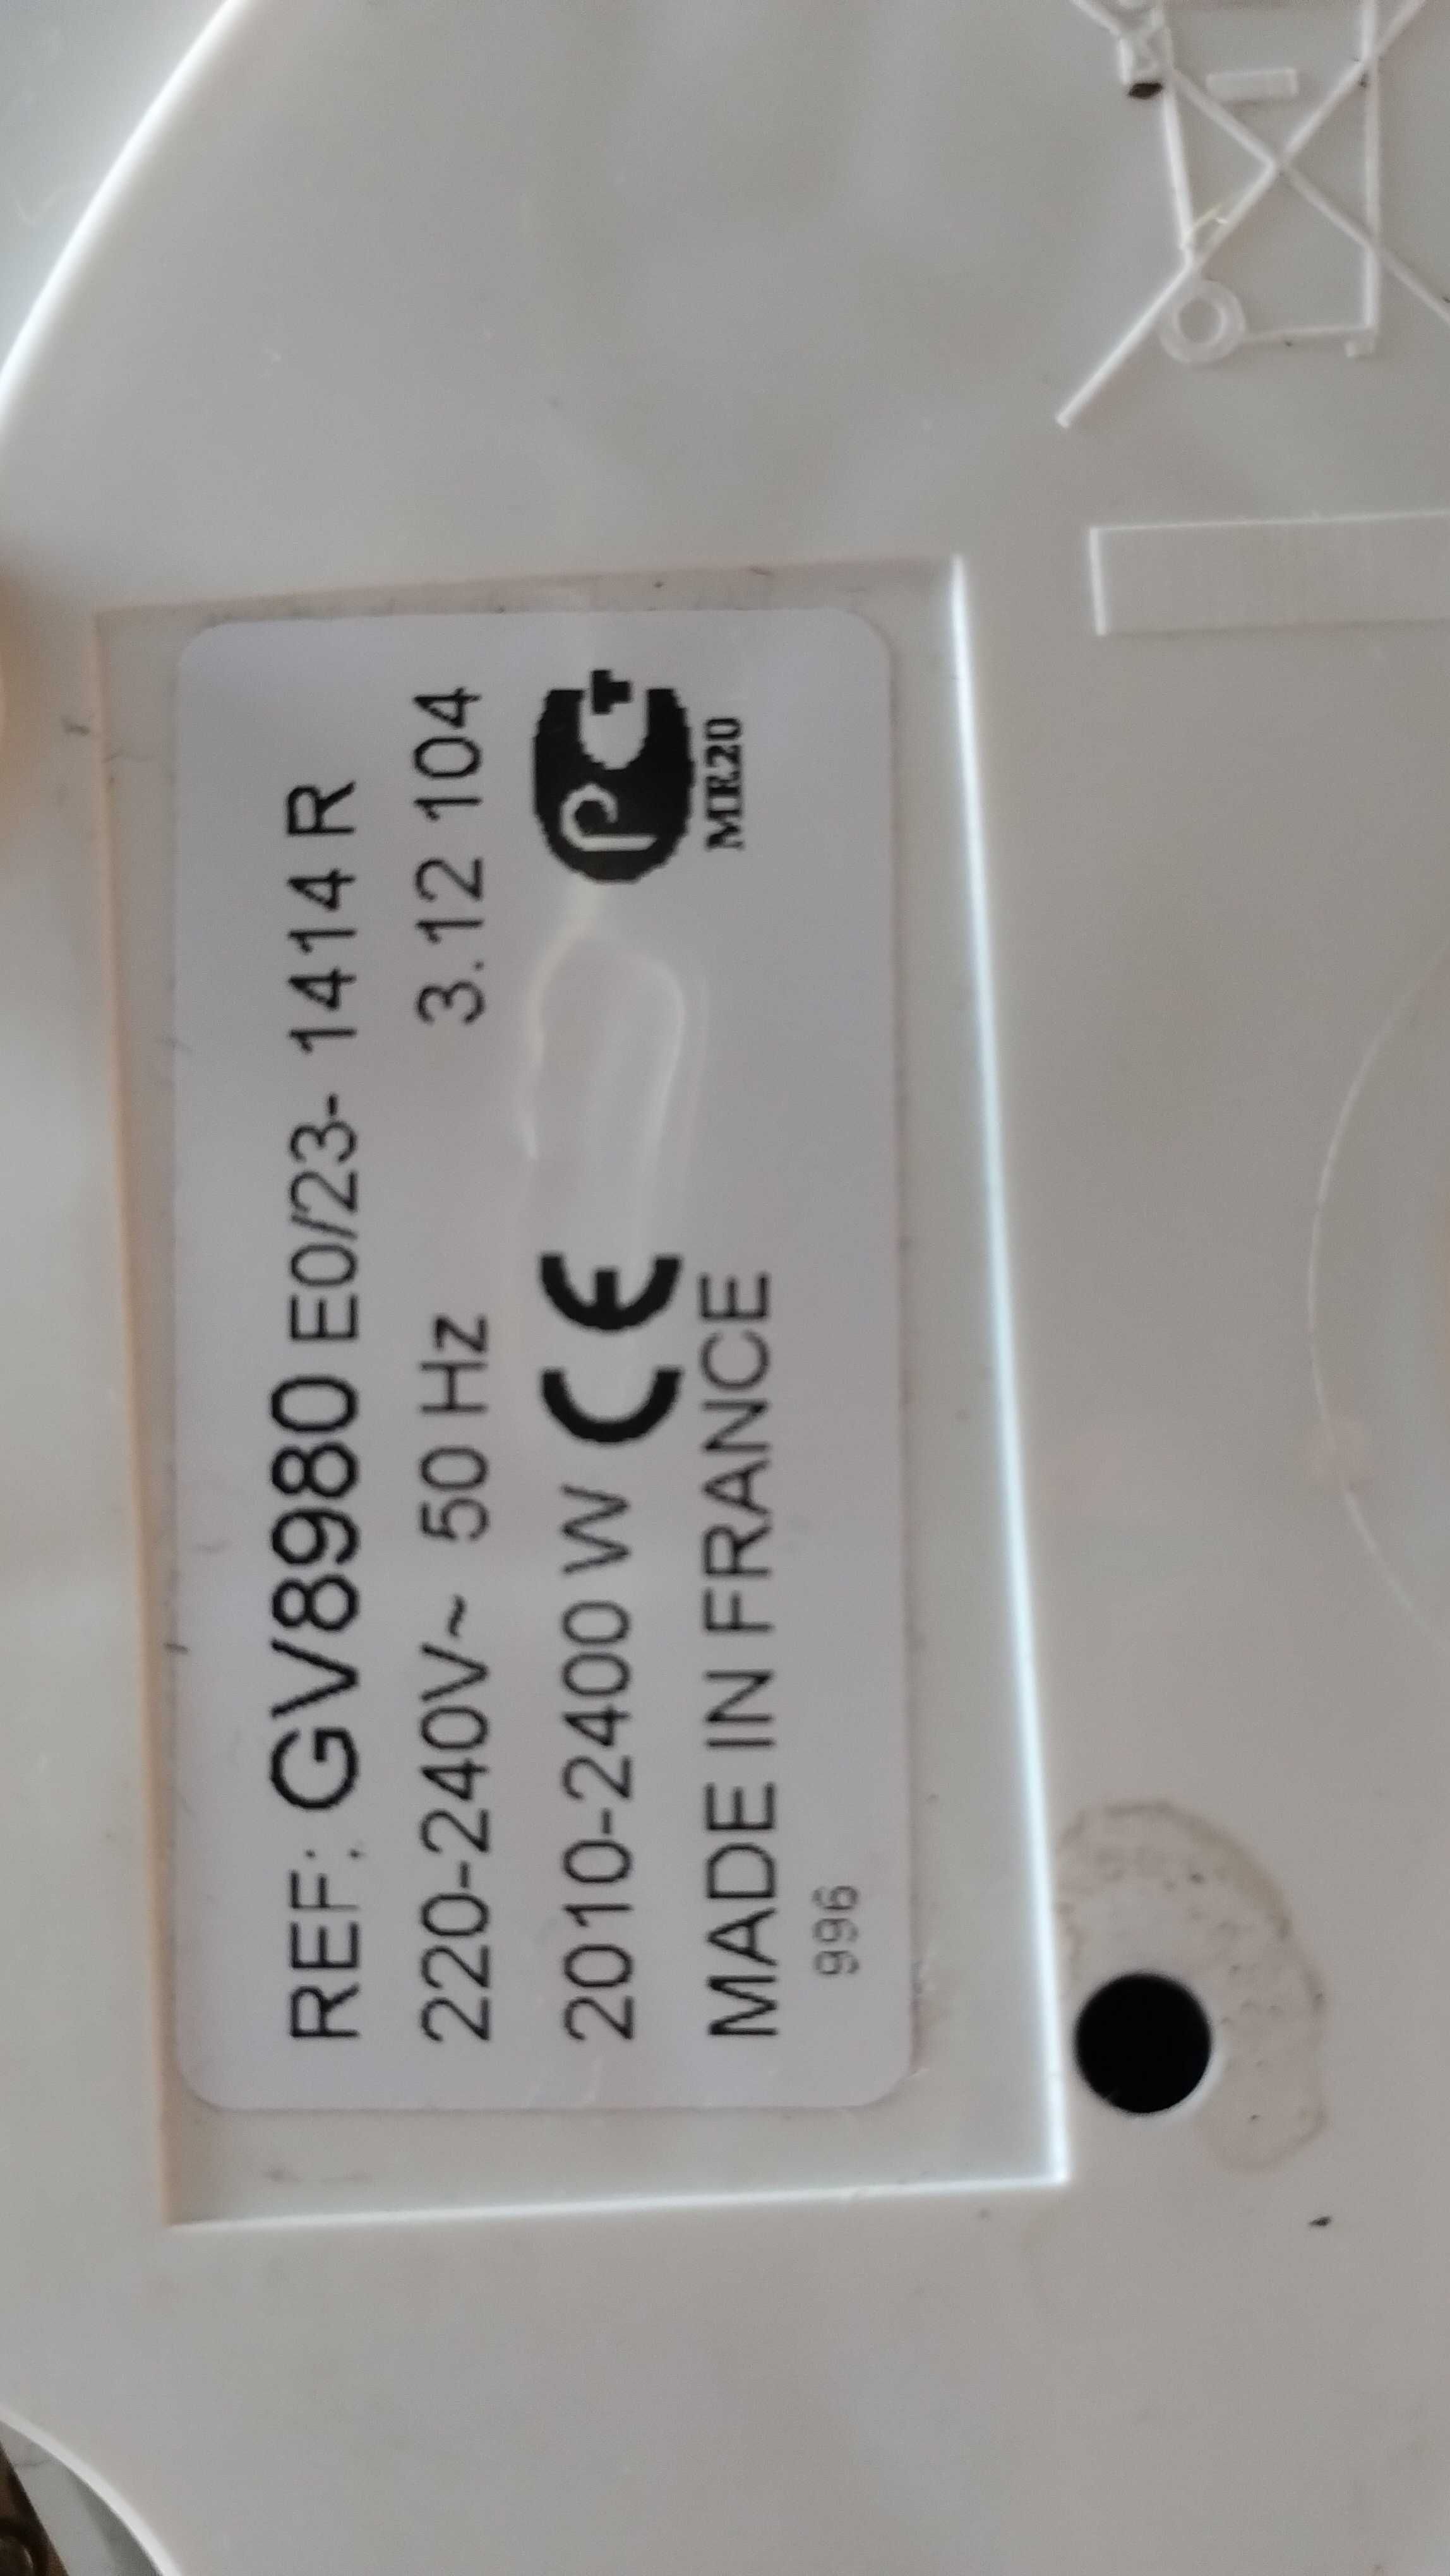 REF: GV8980 E0/23- 1414 R
220-240V~ 50 Hz 3.12 104
2010-2400 W CE
MADE IN FRANCE
MR20
996